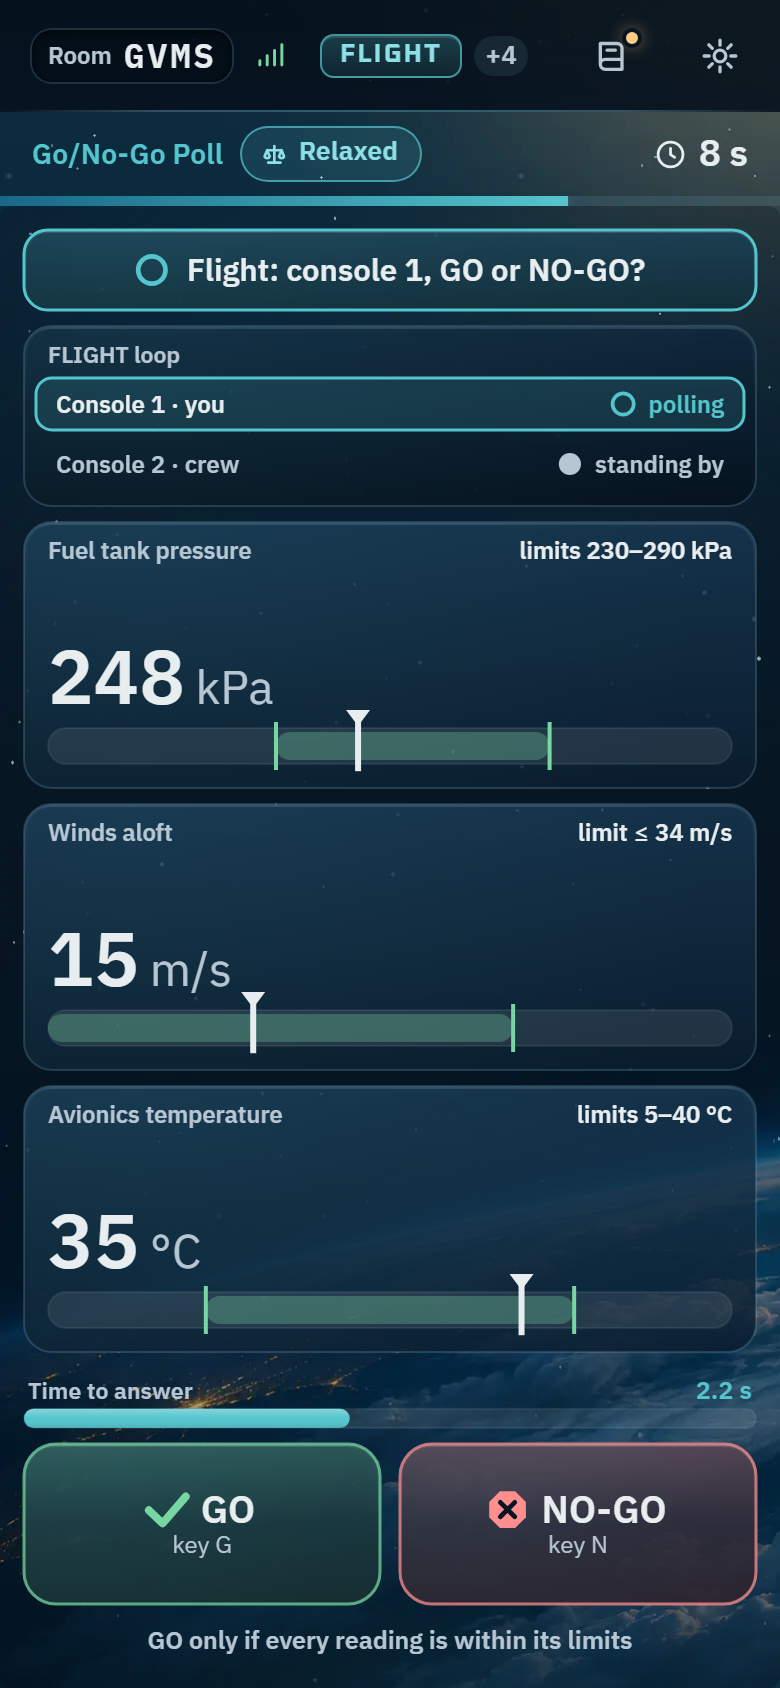 Room GVMS FLIGHT +4
Go/No-Go Poll Relaxed 8 s
Flight: console 1, GO or NO-GO?
FLIGHT loop
Console 1 · you polling
Console 2 · crew standing by
Fuel tank pressure limits 230–290 kPa
248 kPa
Winds aloft limit ≤ 34 m/s
15 m/s
Avionics temperature limits 5–40 °C
35 °C
Time to answer 2.2 s
GO NO-GO
key G key N
GO only if every reading is within its limits